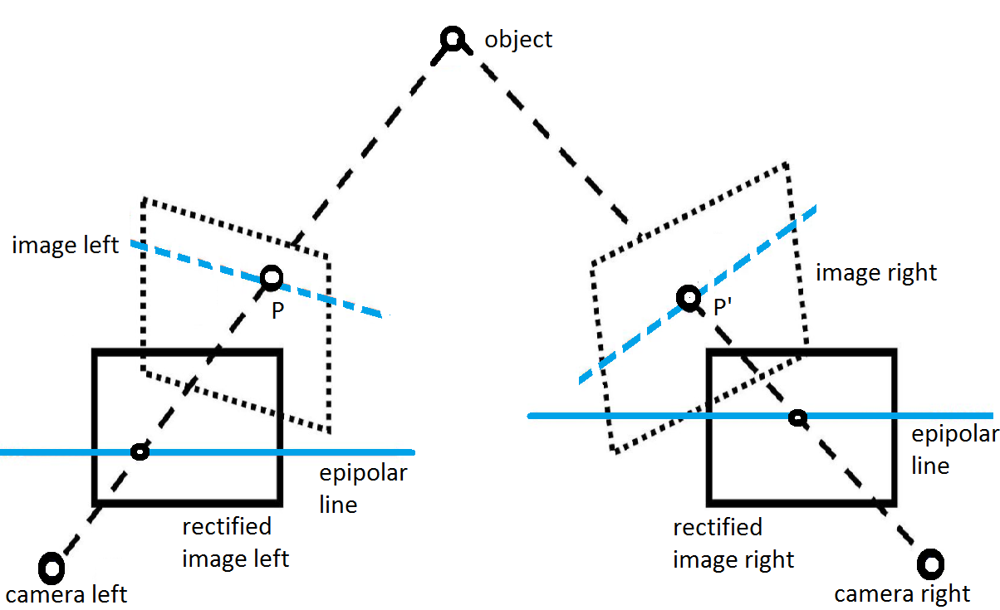 object
image left
image right
P
P'
epipolar
line
epipolar
line
rectified
image left
rectified
image right
camera left
camera right